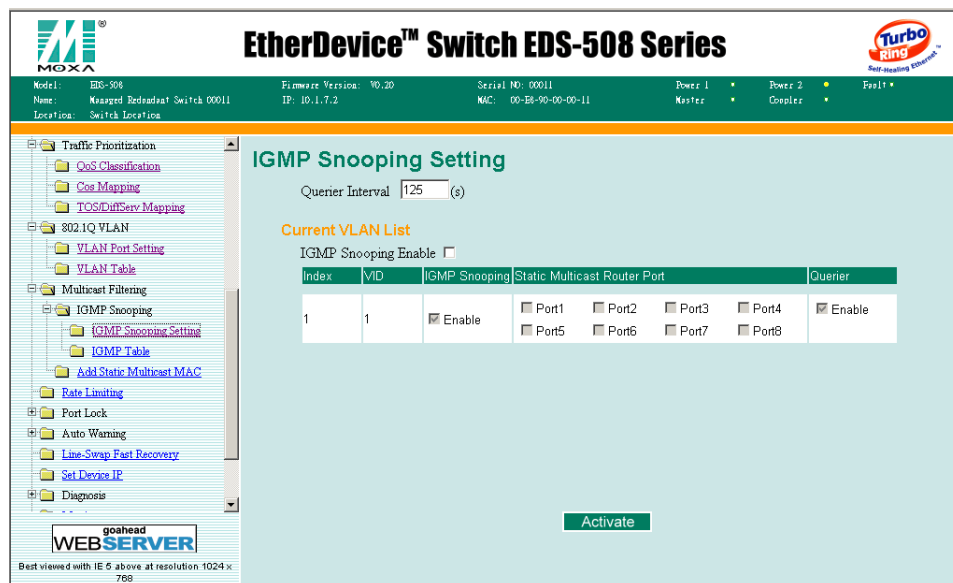 MOXA ®
EtherDevice™ Switch EDS-508 Series
Turbo Ring
Self-Healing Ethernet
Model: EDS-508 Firmware Version: V0.20 Serial NO: 00011 Power 1 Power 2 Fault
Name: Managed Redundant Switch 00011 IP: 10.1.7.2 MAC: 00-E8-90-00-00-11 Master Coupler
Location: Switch Location
Traffic Prioritization
QoS Classification
Cos Mapping
TOS/DiffServ Mapping
802.1Q VLAN
VLAN Port Setting
VLAN Table
Multicast Filtering
IGMP Snooping
IGMP Snooping Setting
IGMP Table
Add Static Multicast MAC
Rate Limiting
Port Lock
Auto Warning
Line-Swap Fast Recovery
Set Device IP
Diagnosis
goahead
WEBSERVER
Best viewed with IE 5 above at resolution 1024 x
768
IGMP Snooping Setting
Querier Interval 125 (s)
Current VLAN List
IGMP Snooping Enable
Index VID IGMP Snooping Static Multicast Router Port Querier
1 1 Enable Port1 Port2 Port3 Port4 Enable
Port5 Port6 Port7 Port8
Activate